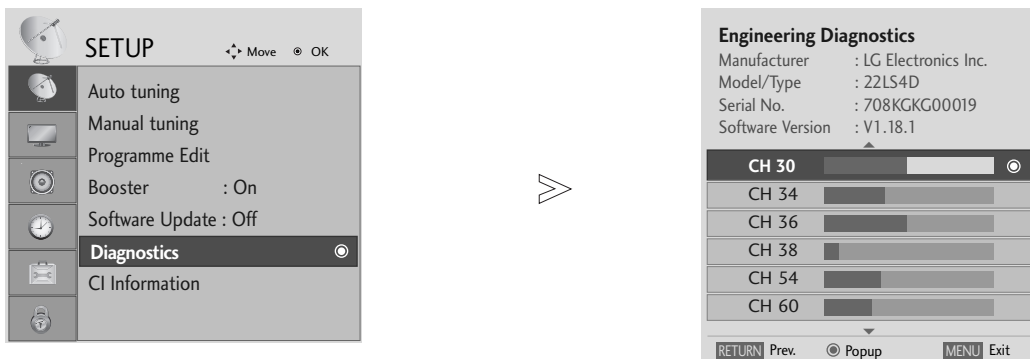 SETUP
Move OK
Auto tuning
Manual tuning
Programme Edit
Booster : On
Software Update : Off
Diagnostics
CI Information
Engineering Diagnostics
Manufacturer : LG Electronics Inc.
Model/Type : 22LS4D
Serial No. : 708KGKG00019
Software Version : V1.18.1
CH 30
CH 34
CH 36
CH 38
CH 54
CH 60
RETURN Prev. Popup MENU Exit